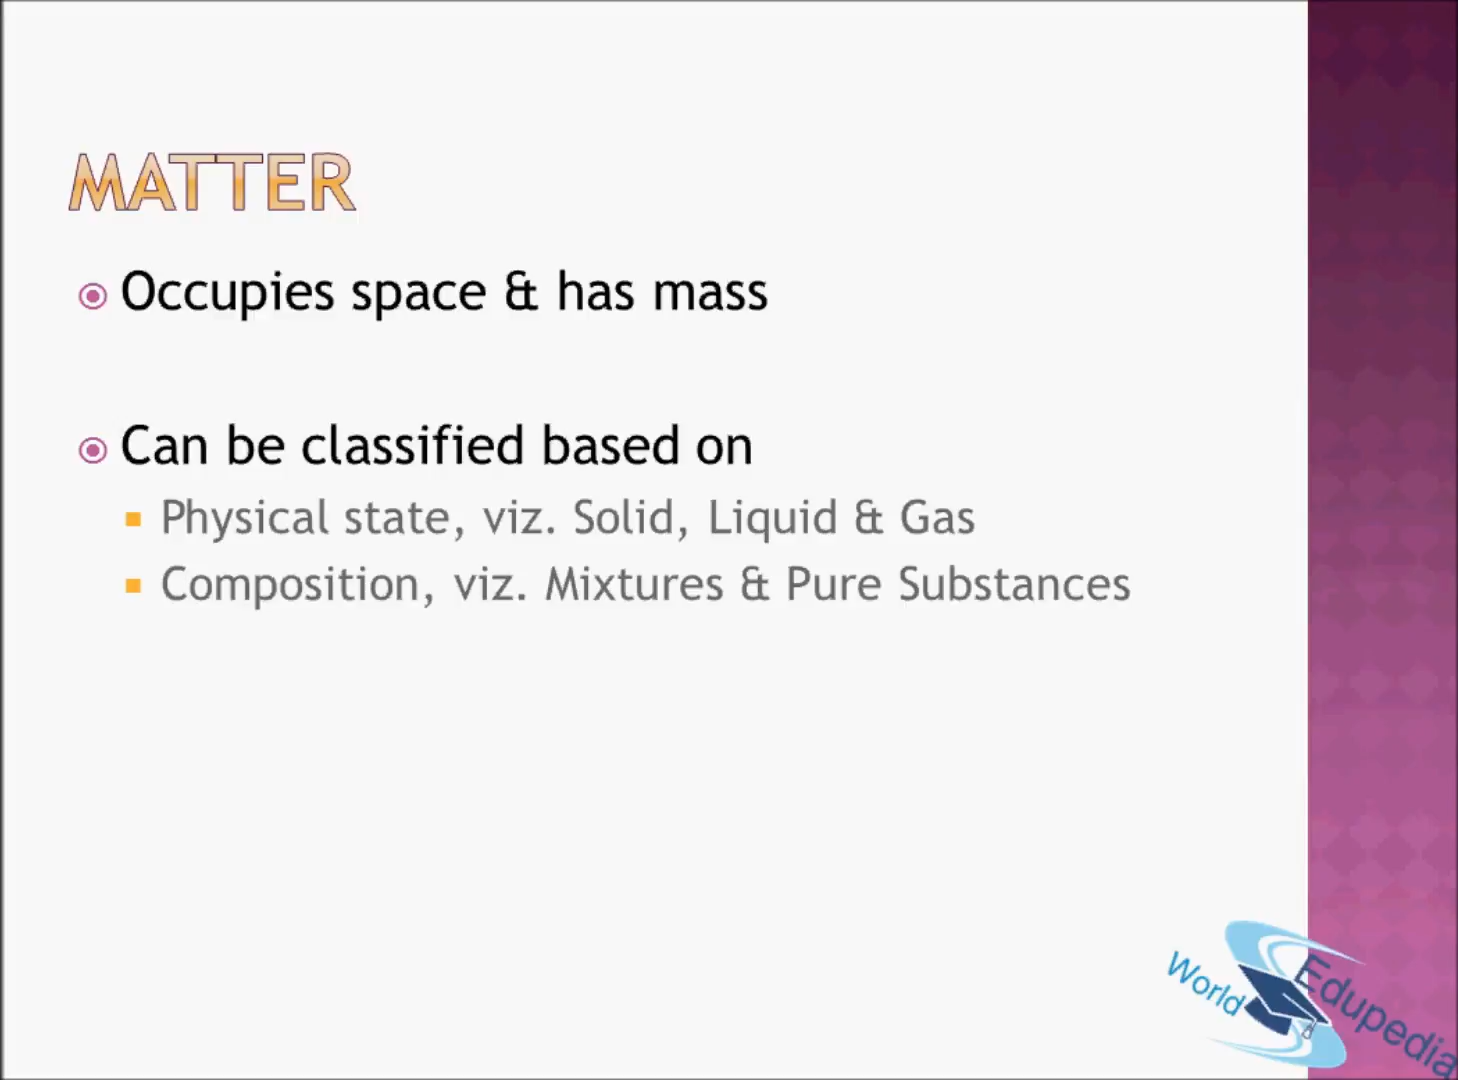 MATTER
Occupies space & has mass
Can be classified based on
Physical state, viz. Solid, Liquid & Gas
Composition, viz. Mixtures & Pure Substances
World Edupedia